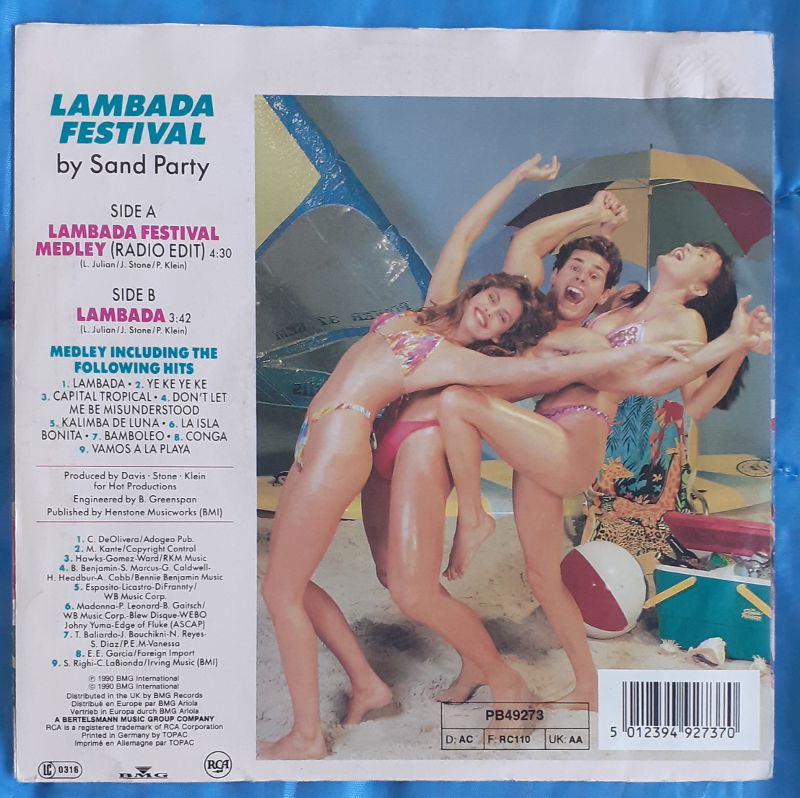 LAMBADA
FESTIVAL
by Sand Party
SIDE A
LAMBADA FESTIVAL
MEDLEY (RADIO EDIT) 4:30
(L. Julian/J. Stone/P. Klein)
SIDE B
LAMBADA 3:42
(L. Julian/J. Stone/P. Klein)
MEDLEY INCLUDING THE
FOLLOWING HITS
1. LAMBADA • 2. YE KE YE KE
3. CAPITAL TROPICAL • 4. DON'T LET
ME BE MISUNDERSTOOD
5. KALIMBA DE LUNA • 6. LA ISLA
BONITA • 7. BAMBOLEO • 8. CONGA
9. VAMOS A LA PLAYA
Produced by Davis · Stone · Klein
for Hot Productions
Engineered by B. Greenspan
Published by Henstone Musicworks (BMI)
1. C. DeOlivera/Adogeo Pub.
2. M. Kante/Copyright Control
3. Hawks-Gomez-Ward/RKM Music
4. B. Benjamin-S. Marcus-G. Caldwell-
H. Headbur-A. Cobb/Bennie Benjamin Music
5. Esposito-Licastro-DiFrannty/
WB Music Corp.
6. Madonna-P. Leonard-B. Gaitsch/
WB Music Corp.-Blew Disque-WEBO
Johny Yuma-Edge of Fluke (ASCAP)
7. T. Baliardo-J. Bouchikni-N. Reyes-
S. Diaz/P.E.M-Vanessa
8. E.E. Garcia/Foreign Import
9. S. Righi-C.LaBionda/Irving Music (BMI)
℗ 1990 BMG International
© 1990 BMG International
Distributed in the UK by BMG Records
Distribué en Europe par BMG Ariola
Vertrieb in Europa durch BMG Ariola
A BERTELSMANN MUSIC GROUP COMPANY
RCA is a registered trademark of RCA Corporation
Printed in Germany by TOPAC
Imprimé en Allemagne par TOPAC
LC 0316
BMG
RCA
PB49273
D: AC F: RC110 UK: AA
5 012394 927370